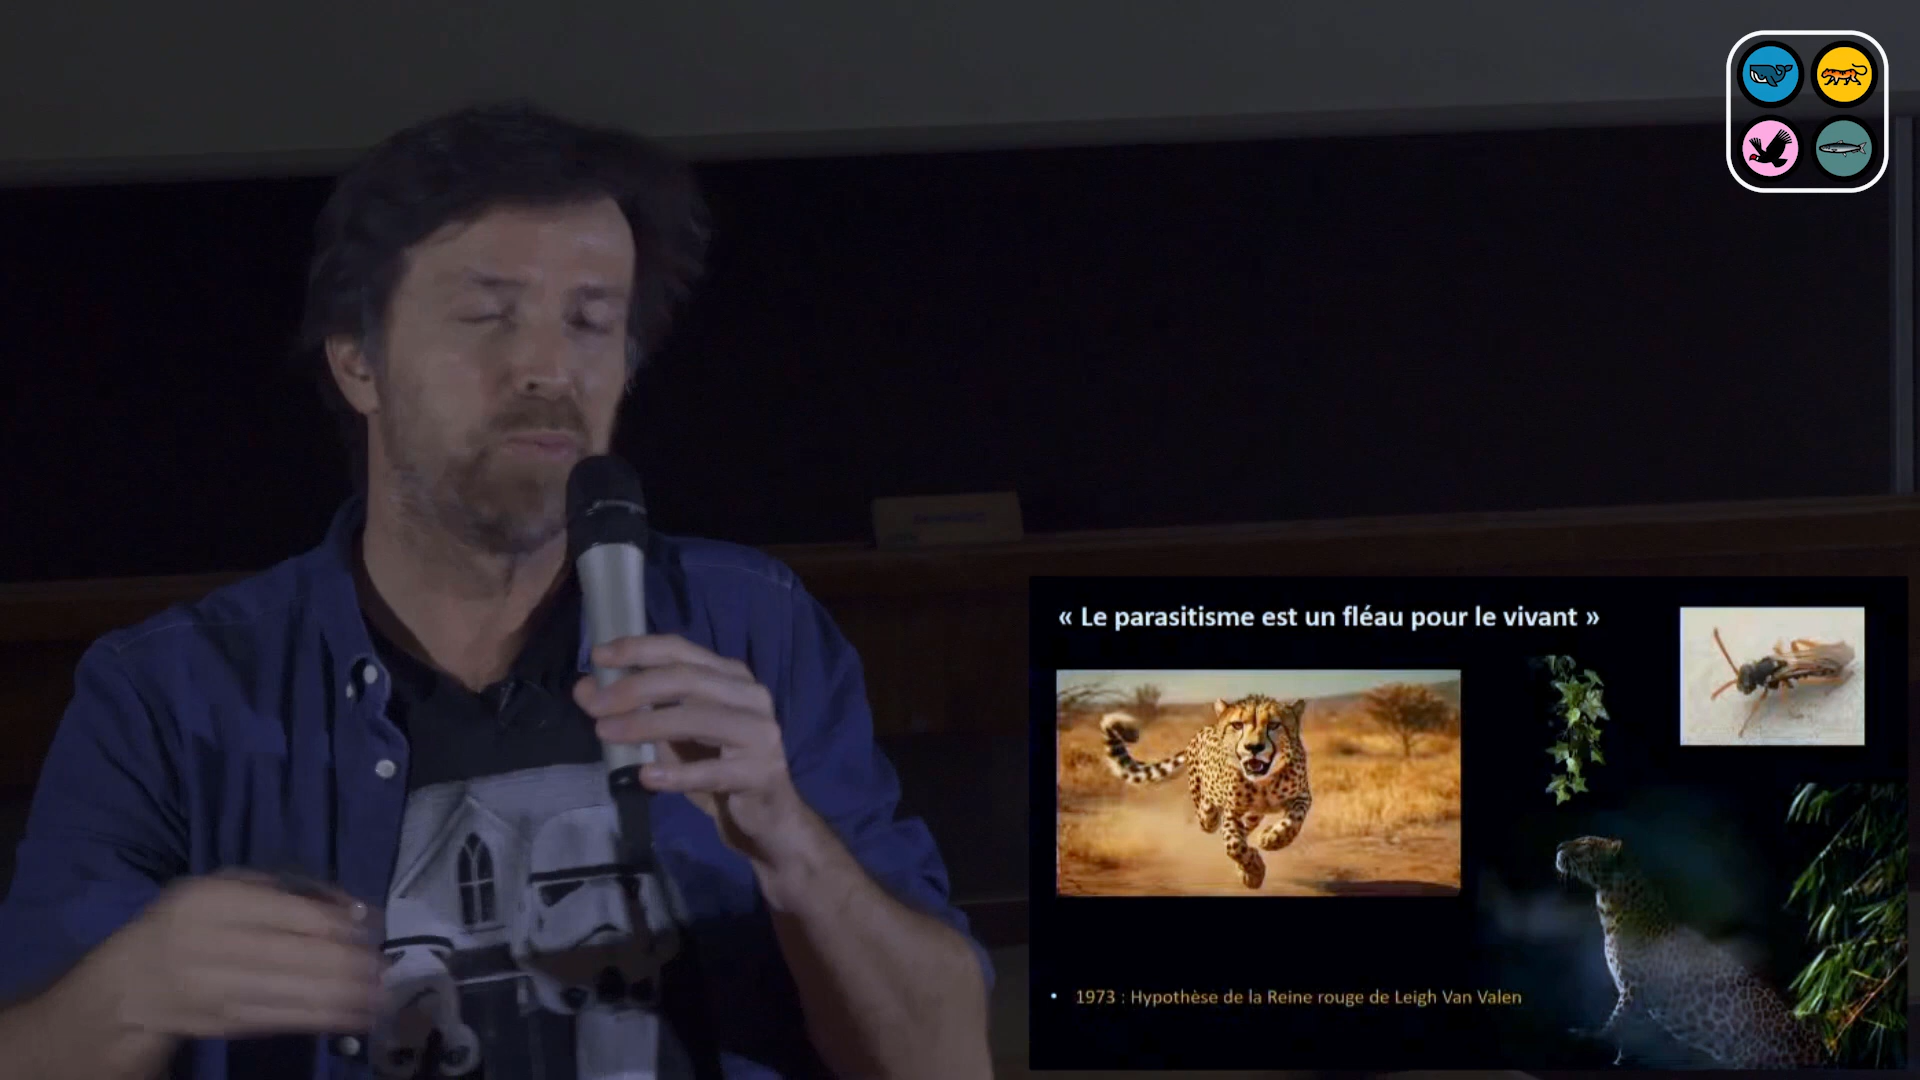 « Le parasitisme est un fléau pour le vivant »
• 1973 : Hypothèse de la Reine rouge de Leigh Van Valen